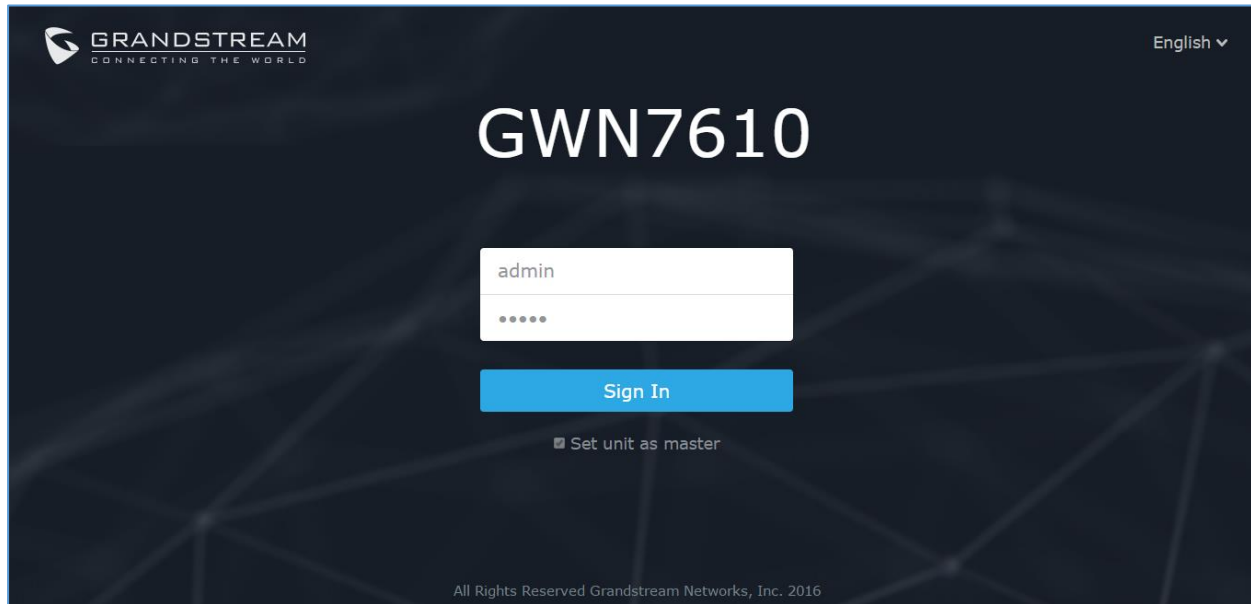 GRANDSTREAM
CONNECTING THE WORLD
English
GWN7610
admin
•••••
Sign In
Set unit as master
All Rights Reserved Grandstream Networks, Inc. 2016